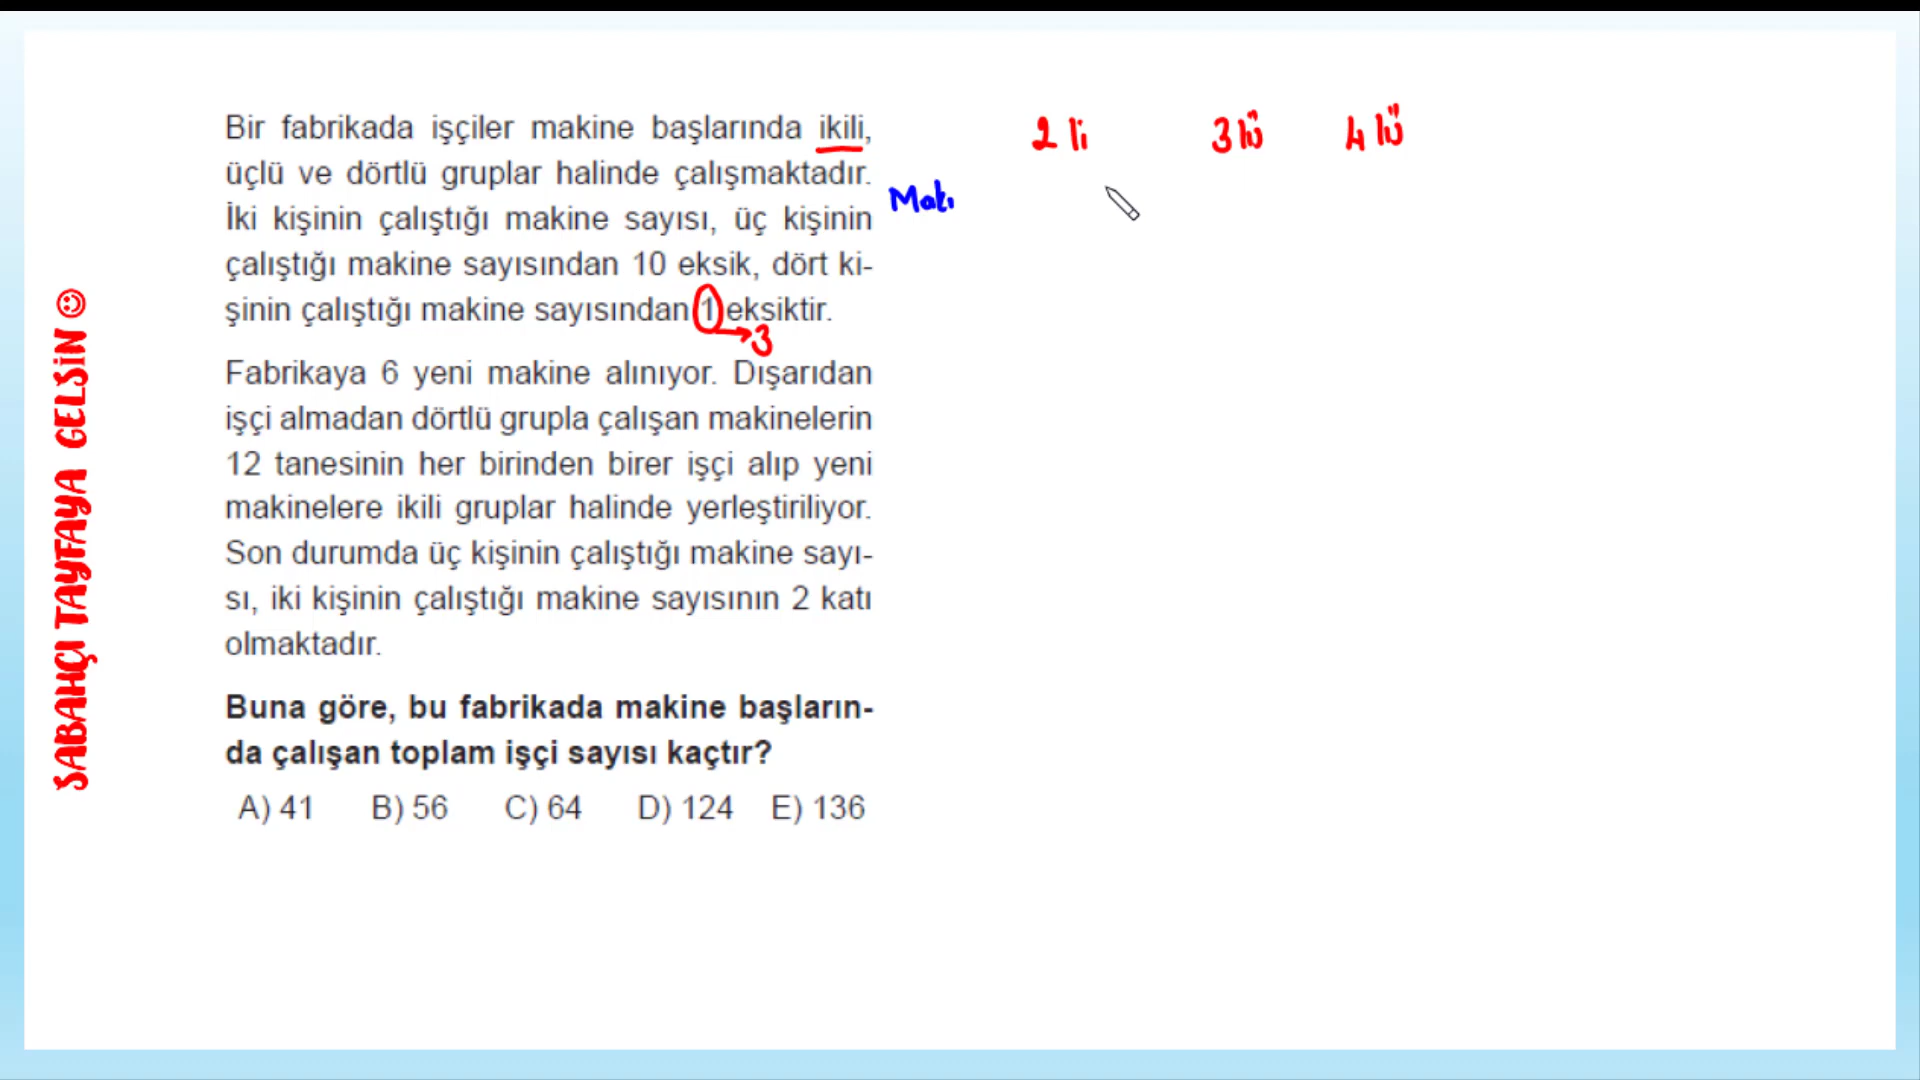 Bir fabrikada işçiler makine başlarında ikili,
üçlü ve dörtlü gruplar halinde çalışmaktadır.
İki kişinin çalıştığı makine sayısı, üç kişinin
çalıştığı makine sayısından 10 eksik, dört ki-
şinin çalıştığı makine sayısından 1 eksiktir.
3
Fabrikaya 6 yeni makine alınıyor. Dışarıdan
işçi almadan dörtlü grupla çalışan makinelerin
12 tanesinin her birinden birer işçi alıp yeni
makinelere ikili gruplar halinde yerleştiriliyor.
Son durumda üç kişinin çalıştığı makine sayı-
sı, iki kişinin çalıştığı makine sayısının 2 katı
olmaktadır.
Buna göre, bu fabrikada makine başların-
da çalışan toplam işçi sayısı kaçtır?
A) 41 B) 56 C) 64 D) 124 E) 136
2 li 3 lü 4 lü
Makı
SABAHÇI TAYFAYA GELSİN ☺